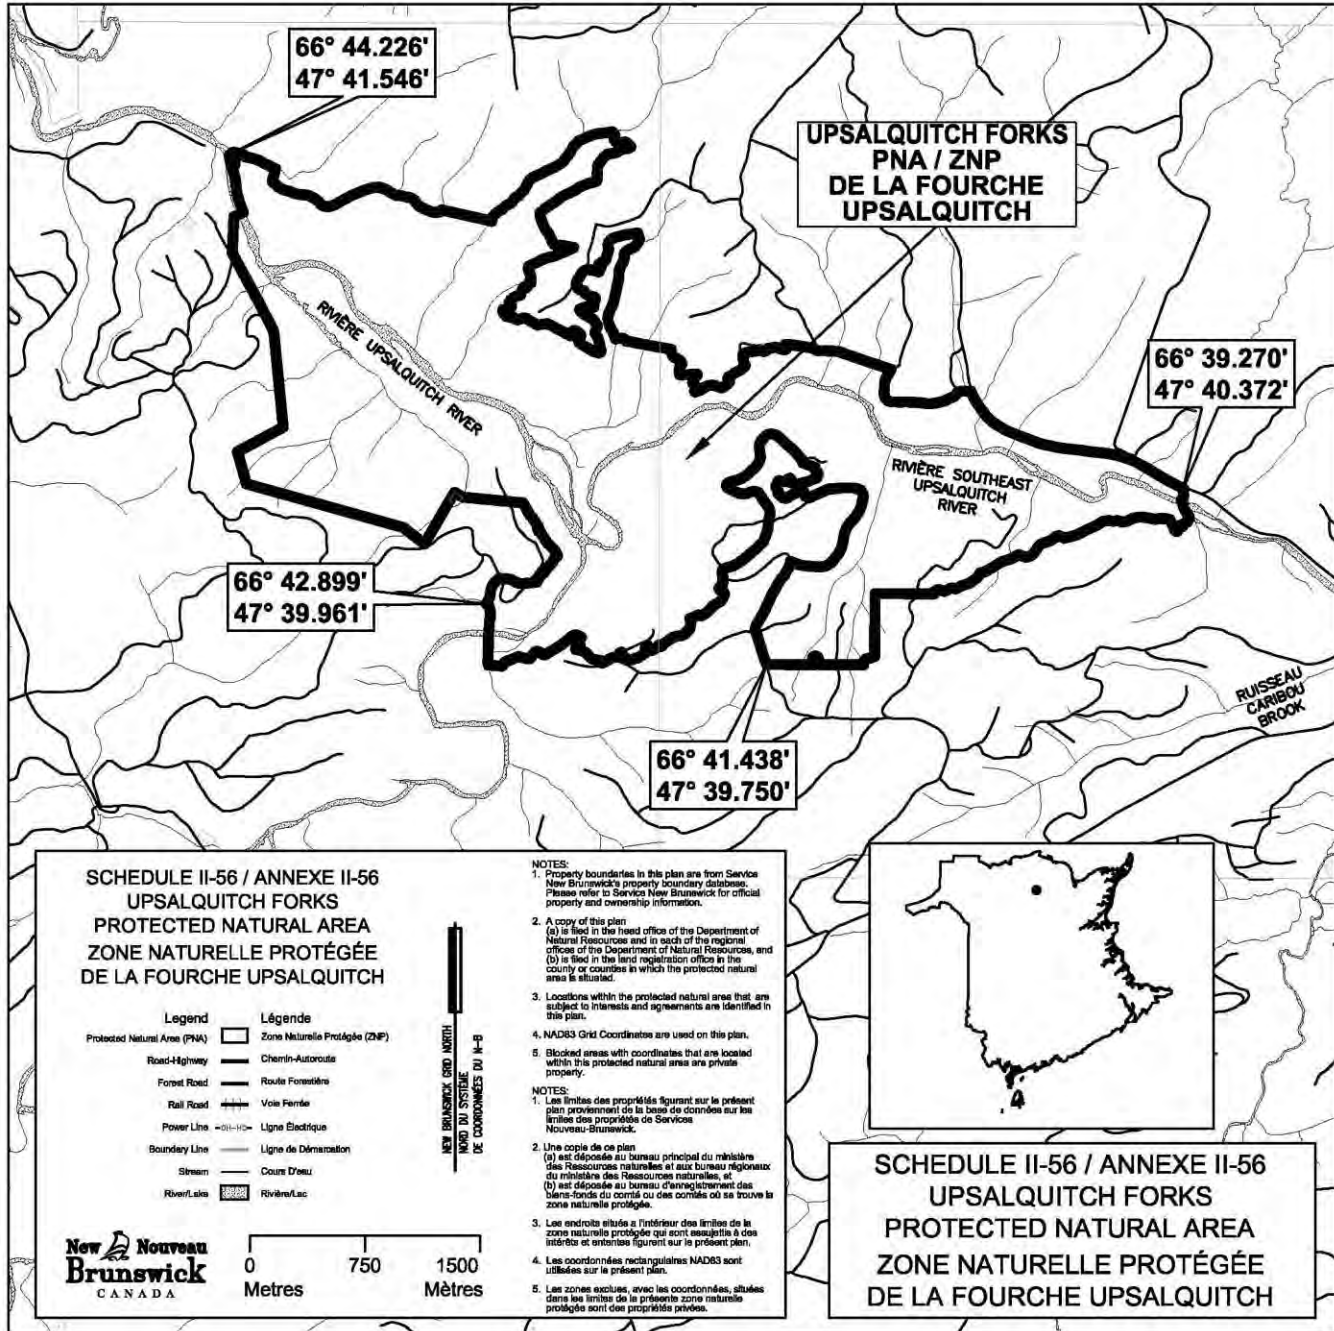 66° 44.226'
47° 41.546'
UPSALQUITCH FORKS
PNA / ZNP
DE LA FOURCHE
UPSALQUITCH
66° 39.270'
47° 40.372'
RIVIÈRE UPSALQUITCH RIVER
RIVIÈRE SOUTHEAST
UPSALQUITCH
RIVER
66° 42.899'
47° 39.961'
RUISSEAU
CARIBOU
BROOK
66° 41.438'
47° 39.750'
SCHEDULE II-56 / ANNEXE II-56
UPSALQUITCH FORKS
PROTECTED NATURAL AREA
ZONE NATURELLE PROTÉGÉE
DE LA FOURCHE UPSALQUITCH
Legend Légende
Protected Natural Area (PNA) Zone Naturelle Protégée (ZNP)
Road-Highway Chemin-Autoroute
Forest Road Route Forestière
Rail Road Voie Ferrée
Power Line Ligne Électrique
Boundary Line Ligne de Démarcation
Stream Cours D'eau
River/Lake Rivière/Lac
NEW BRUNSWICK GRID NORTH
NORD DU SYSTÈME
DE COORDONNÉES DU N-B
New Nouveau
Brunswick
CANADA
0 750 1500
Metres Mètres
NOTES:
1. Property boundaries in this plan are from Service
New Brunswick's property boundary database.
Please refer to Service New Brunswick for official
property and ownership information.
2. A copy of this plan
(a) is filed in the head office of the Department of
Natural Resources and in each of the regional
offices of the Department of Natural Resources, and
(b) is filed in the land registration office in the
county or counties in which the protected natural
area is situated.
3. Locations within the protected natural area that are
subject to interests and agreements are identified in
this plan.
4. NAD83 Grid Coordinates are used on this plan.
5. Blocked areas with coordinates that are located
within this protected natural area are private
property.
NOTES:
1. Les limites des propriétés figurant sur le présent
plan proviennent de la base de données sur les
limites des propriétés de Services
Nouveau-Brunswick.
2. Une copie de ce plan
(a) est déposée au bureau principal du ministère
des Ressources naturelles et aux bureau régionaux
du ministère des Ressources naturelles, et
(b) est déposée au bureau d'enregistrement des
biens-fonds du comté ou des comtés où se trouve la
zone naturelle protégée.
3. Les endroits situés a l'intérieur des limites de la
zone naturelle protégée qui sont assujettis à des
intérêts et ententes figurent sur le présent plan.
4. Les coordonnées rectangulaires NAD83 sont
utilisées sur le présent plan.
5. Les zones exclues, avec les coordonnées, situées
dans les limites de la présente zone naturelle
protégée sont des propriétés privées.
SCHEDULE II-56 / ANNEXE II-56
UPSALQUITCH FORKS
PROTECTED NATURAL AREA
ZONE NATURELLE PROTÉGÉE
DE LA FOURCHE UPSALQUITCH